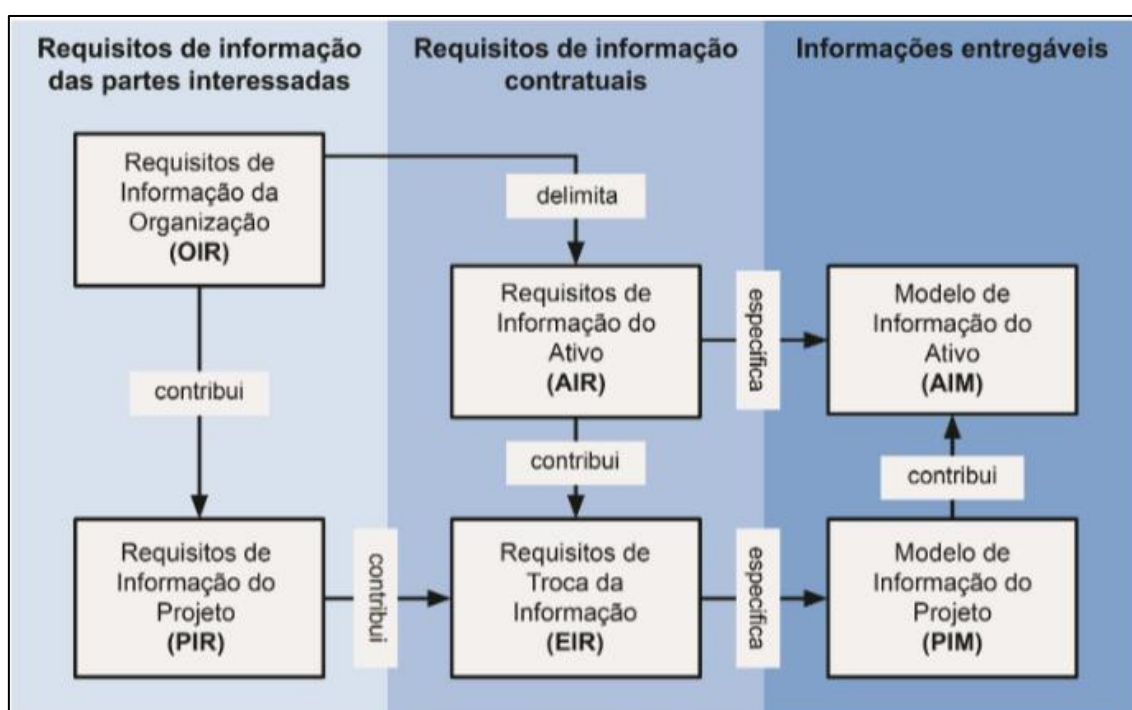 Requisitos de informação
das partes interessadas
Requisitos de informação
contratuais
Informações entregáveis
Requisitos de
Informação da
Organização
(OIR)
delimita
Requisitos de
Informação do
Ativo
(AIR)
especifica
Modelo de
Informação do
Ativo
(AIM)
contribui
contribui
contribui
Requisitos de
Informação do
Projeto
(PIR)
contribui
Requisitos de
Troca da
Informação
(EIR)
especifica
Modelo de
Informação do
Projeto
(PIM)